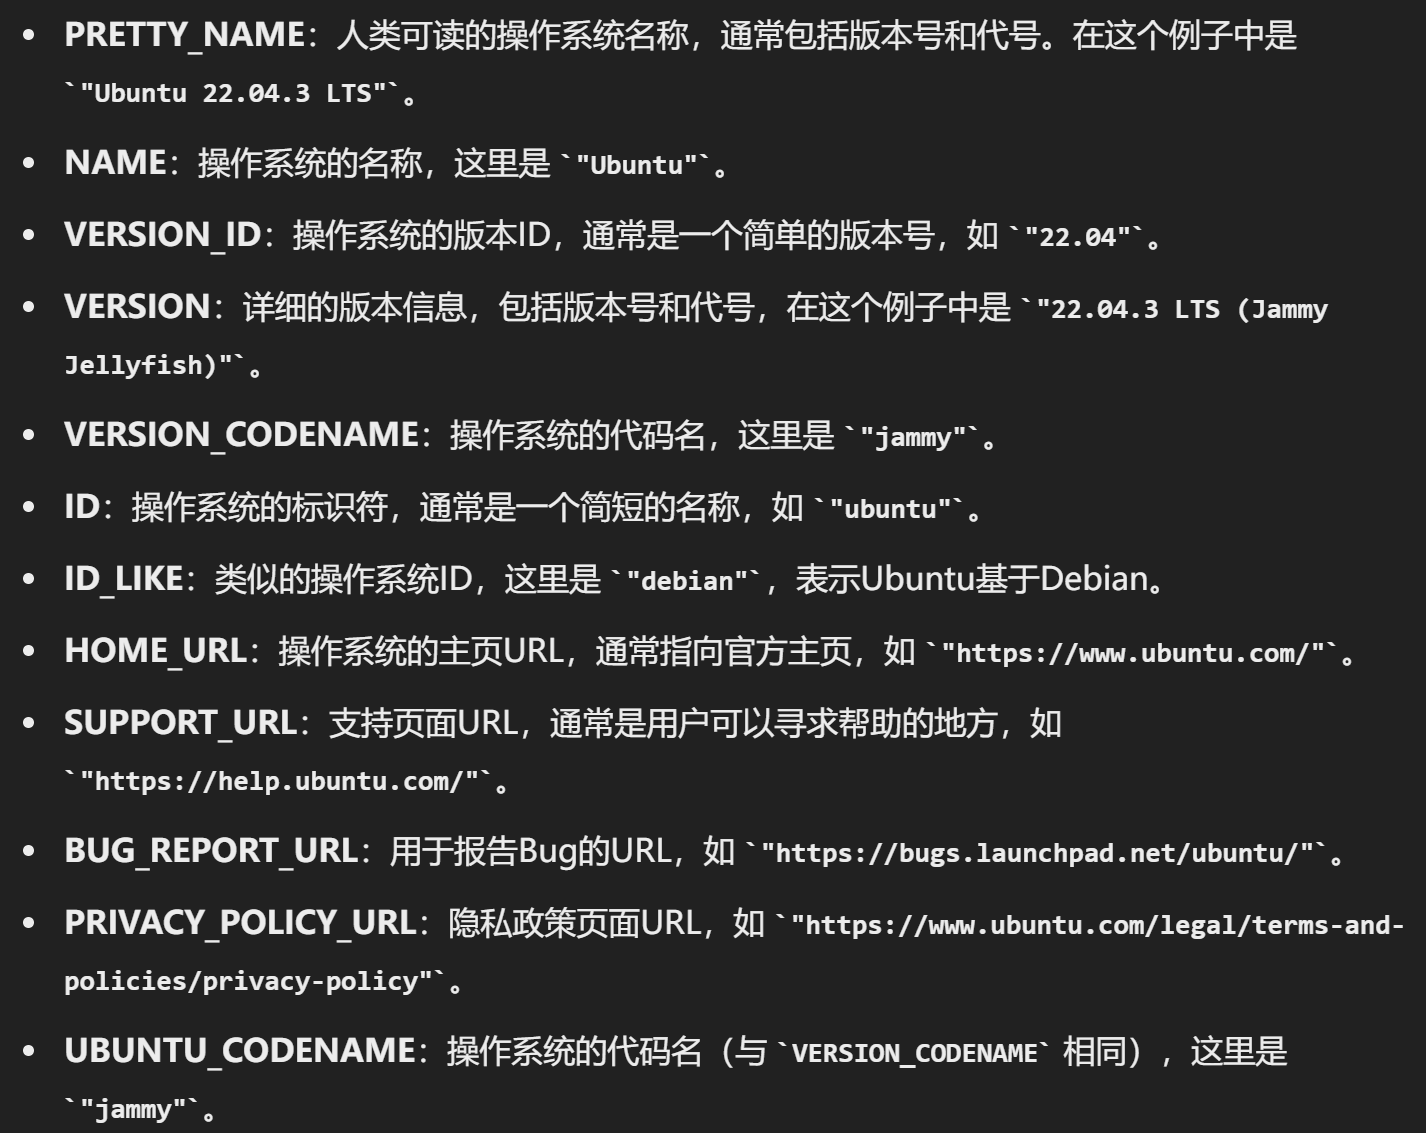 • PRETTY_NAME：人类可读的操作系统名称，通常包括版本号和代号。在这个例子中是
`"Ubuntu 22.04.3 LTS"`。
• NAME：操作系统的名称，这里是 `"Ubuntu"`。
• VERSION_ID：操作系统的版本ID，通常是一个简单的版本号，如 `"22.04"`。
• VERSION：详细的版本信息，包括版本号和代号，在这个例子中是 `"22.04.3 LTS (Jammy
Jellyfish)"`。
• VERSION_CODENAME：操作系统的代码名，这里是 `"jammy"`。
• ID：操作系统的标识符，通常是一个简短的名称，如 `"ubuntu"`。
• ID_LIKE：类似的操作系统ID，这里是 `"debian"`，表示Ubuntu基于Debian。
• HOME_URL：操作系统的主页URL，通常指向官方主页，如 `"https://www.ubuntu.com/"`。
• SUPPORT_URL：支持页面URL，通常是用户可以寻求帮助的地方，如
`"https://help.ubuntu.com/"`。
• BUG_REPORT_URL：用于报告Bug的URL，如 `"https://bugs.launchpad.net/ubuntu/"`。
• PRIVACY_POLICY_URL：隐私政策页面URL，如 `"https://www.ubuntu.com/legal/terms-and-
policies/privacy-policy"`。
• UBUNTU_CODENAME：操作系统的代码名（与 `VERSION_CODENAME` 相同），这里是
`"jammy"`。